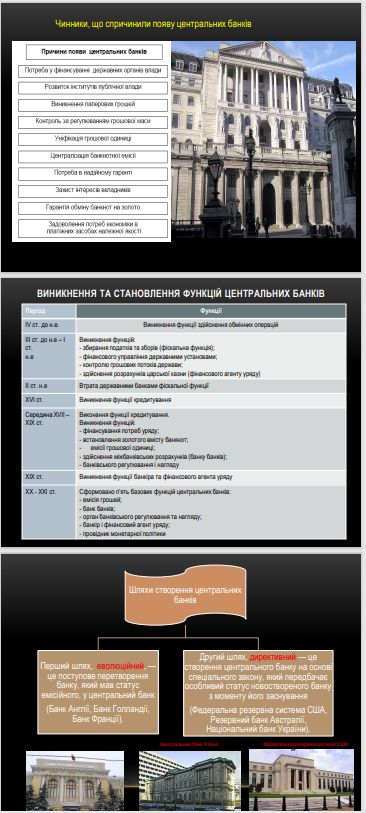 Чинники, що спричинили появу центральних банків
Причини появи центральних банків
Потреба у фінансуванні державних органів влади
Розвиток інститутів публічної влади
Виникнення паперових грошей
Контроль за регулюванням грошової маси
Уніфікація грошової одиниці
Централізація банкнотної емісії
Потреба в надійному гаранті
Захист інтересів вкладників
Гарантія обміну банкнот на золото
Задоволення потреб економіки в
платіжних засобах належної якості
ВИНИКНЕННЯ ТА СТАНОВЛЕННЯ ФУНКЦІЙ ЦЕНТРАЛЬНИХ БАНКІВ
Період Функції
IV ст. до н.е. Виникнення функції здійснення обмінних операцій
III ст. до н.е – I
ст.
н.е
Виникнення функцій:
- збирання податків та зборів (фіскальна функція);
- фінансового управління державними установами;
- контролю грошових потоків держави;
- здійснення розрахунків царської казни (фінансового агенту уряду)
II ст. н.е Втрата державними банками фіскальної функції
XVI ст. Виникнення функції кредитування
Середина XVII –
XIX ст.
Виконання функції кредитування.
Виникнення функцій:
- фінансування потреб уряду;
- встановлення золотого вмісту банкнот;
- емісії грошової одиниці;
- здійснення міжбанківських розрахунків (банку банків);
- банківського регулювання і нагляду
XIX ст. Виникнення функції банкіра та фінансового агента уряду
XX - XXI ст. Сформовано п'ять базових функцій центральних банків:
- емісія грошей;
- банк банків;
- орган банківського регулювання та нагляду;
- банкір і фінансовий агент уряду;
- провідник монетарної політики
Шляхи створення центральних
банків
Перший шлях, еволюційний —
це поступове перетворення
банку, який мав статус
емісійного, у центральний банк
(Банк Англії, Банк Голландії,
Банк Франції).
Другий шлях, директивний — це
створення центрального банку на основі
спеціального закону, який передбачає
особливий статус новоствореного банку
з моменту його заснування
(Федеральна резервна система США,
Резервний банк Австралії,
Національний банк України).
Центральний банк Японії
Федеральна резервна система США